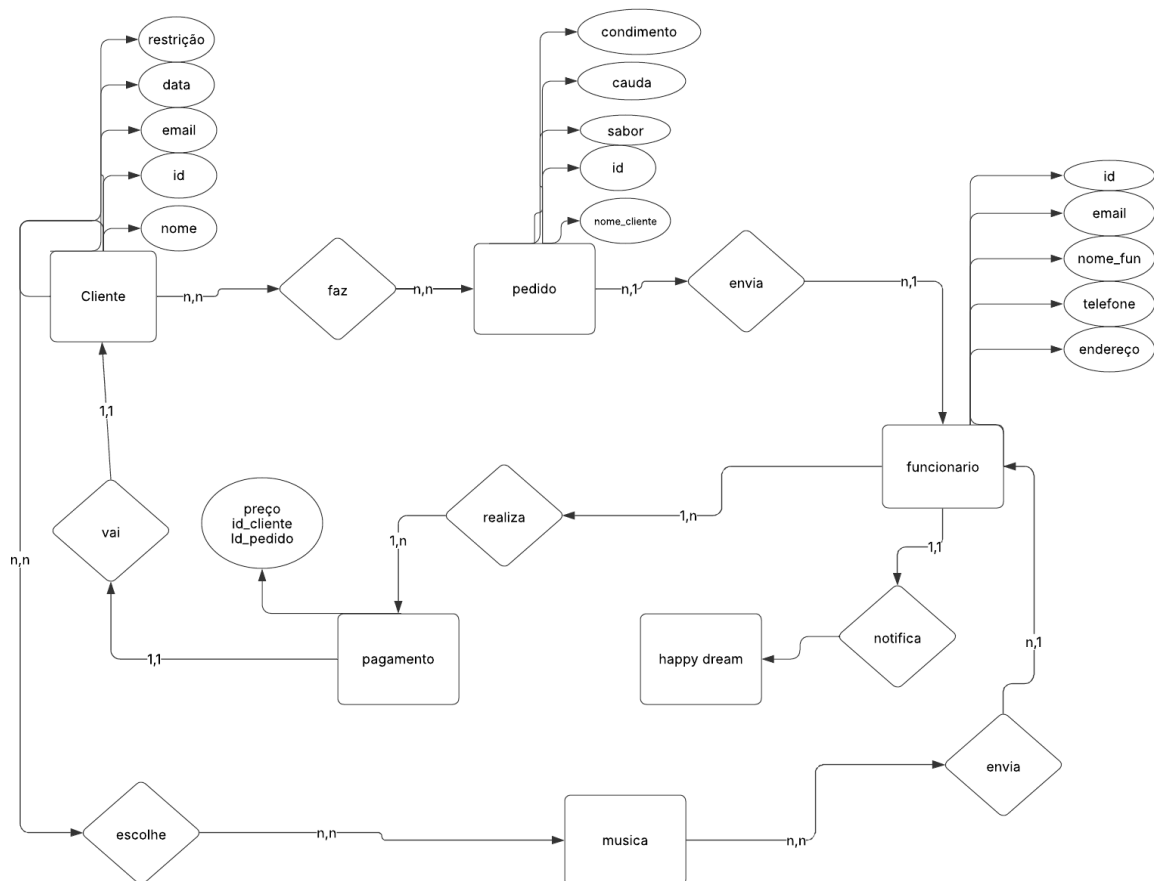 restrição
data
email
id
nome
Cliente
n,n
faz
n,n
condimento
cauda
sabor
id
nome_cliente
pedido
n,1
envia
n,1
id
email
nome_fun
telefone
endereço
funcionario
1,n
realiza
1,n
preço
id_cliente
Id_pedido
pagamento
1,1
vai
1,1
1,1
notifica
happy dream
n,n
escolhe
n,n
musica
n,n
envia
n,1